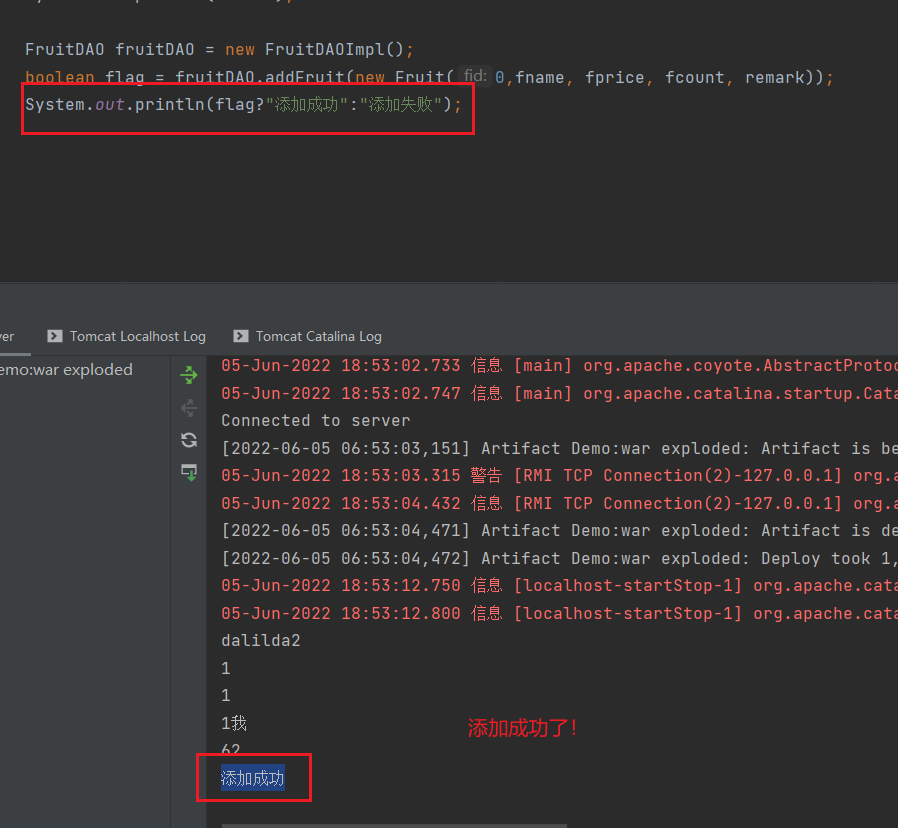 FruitDAO fruitDAO = new FruitDAOImpl();
boolean flag = fruitDAO.addFruit(new Fruit( fid: 0,fname, fprice, fcount, remark));
System.out.println(flag?"添加成功":"添加失败");
Tomcat Localhost Log
Tomcat Catalina Log
emo:war exploded
05-Jun-2022 18:53:02.733 信息 [main] org.apache.coyote.AbstractProtoc
05-Jun-2022 18:53:02.747 信息 [main] org.apache.catalina.startup.Cata
Connected to server
[2022-06-05 06:53:03,151] Artifact Demo:war exploded: Artifact is be
05-Jun-2022 18:53:03.315 警告 [RMI TCP Connection(2)-127.0.0.1] org.a
05-Jun-2022 18:53:04.432 信息 [RMI TCP Connection(2)-127.0.0.1] org.a
[2022-06-05 06:53:04,471] Artifact Demo:war exploded: Artifact is de
[2022-06-05 06:53:04,472] Artifact Demo:war exploded: Deploy took 1,
05-Jun-2022 18:53:12.750 信息 [localhost-startStop-1] org.apache.cata
05-Jun-2022 18:53:12.800 信息 [localhost-startStop-1] org.apache.cata
dalilda2
1
1
1我
添加成功了！
62
添加成功